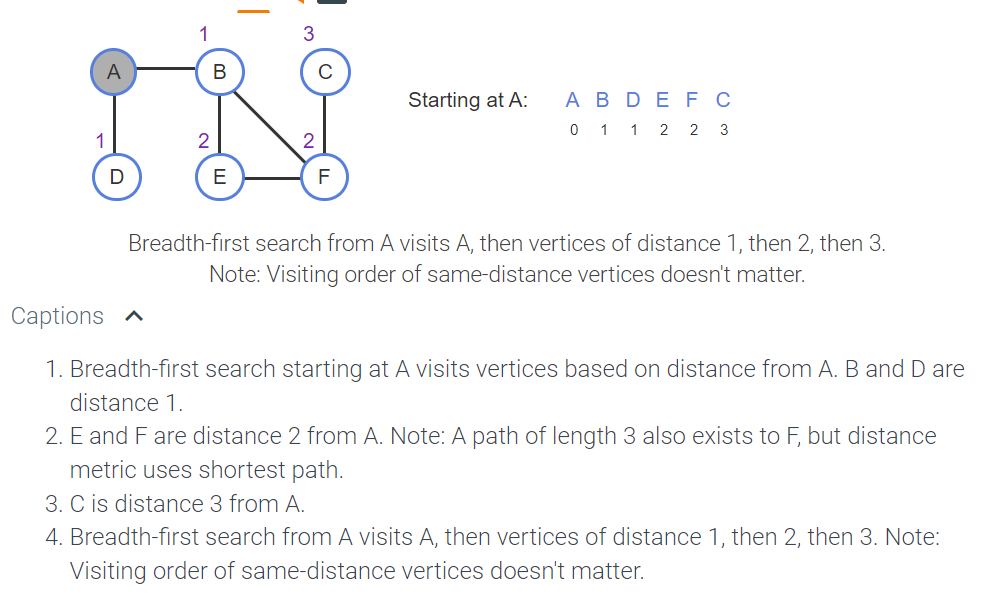 1 3
A B C
Starting at A: A B D E F C
0 1 1 2 2 3
1 2 2
D E F
Breadth-first search from A visits A, then vertices of distance 1, then 2, then 3.
Note: Visiting order of same-distance vertices doesn't matter.
Captions
1. Breadth-first search starting at A visits vertices based on distance from A. B and D are
distance 1.
2. E and F are distance 2 from A. Note: A path of length 3 also exists to F, but distance
metric uses shortest path.
3. C is distance 3 from A.
4. Breadth-first search from A visits A, then vertices of distance 1, then 2, then 3. Note:
Visiting order of same-distance vertices doesn't matter.